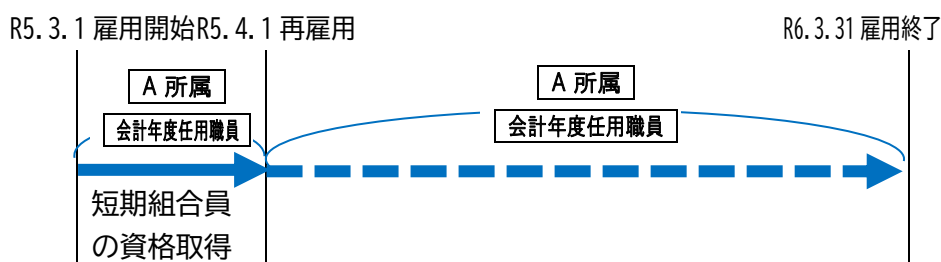 R5.3.1 雇用開始R5.4.1 再雇用
R6.3.31 雇用終了
A 所属
会計年度任用職員
A 所属
会計年度任用職員
短期組合員
の資格取得